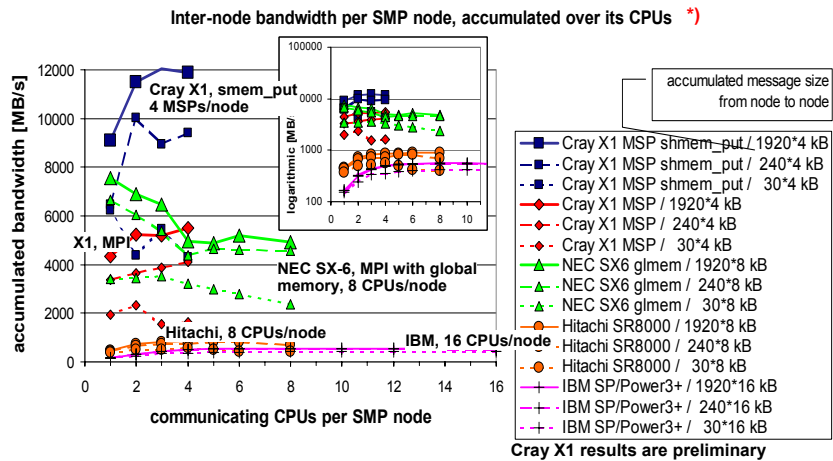 Inter-node bandwidth per SMP node, accumulated over its CPUs *)
accumulated bandwidth [MB/s]
12000
10000
8000
6000
4000
2000
0
0 2 4 6 8 10 12 14 16
communicating CPUs per SMP node
Cray X1, smem_put
4 MSPs/node
X1, MPI
NEC SX-6, MPI with global
memory, 8 CPUs/node
Hitachi, 8 CPUs/node
IBM, 16 CPUs/node
logarithmic [MB/
100000
10000
1000
100
0 2 4 6 8 10
accumulated message size
from node to node
Cray X1 MSP shmem_put / 1920*4 kB
Cray X1 MSP shmem_put / 240*4 kB
Cray X1 MSP shmem_put / 30*4 kB
Cray X1 MSP / 1920*4 kB
Cray X1 MSP / 240*4 kB
Cray X1 MSP / 30*4 kB
NEC SX6 glmem / 1920*8 kB
NEC SX6 glmem / 240*8 kB
NEC SX6 glmem / 30*8 kB
Hitachi SR8000 / 1920*8 kB
Hitachi SR8000 / 240*8 kB
Hitachi SR8000 / 30*8 kB
IBM SP/Power3+ / 1920*16 kB
IBM SP/Power3+ / 240*16 kB
IBM SP/Power3+ / 30*16 kB
Cray X1 results are preliminary